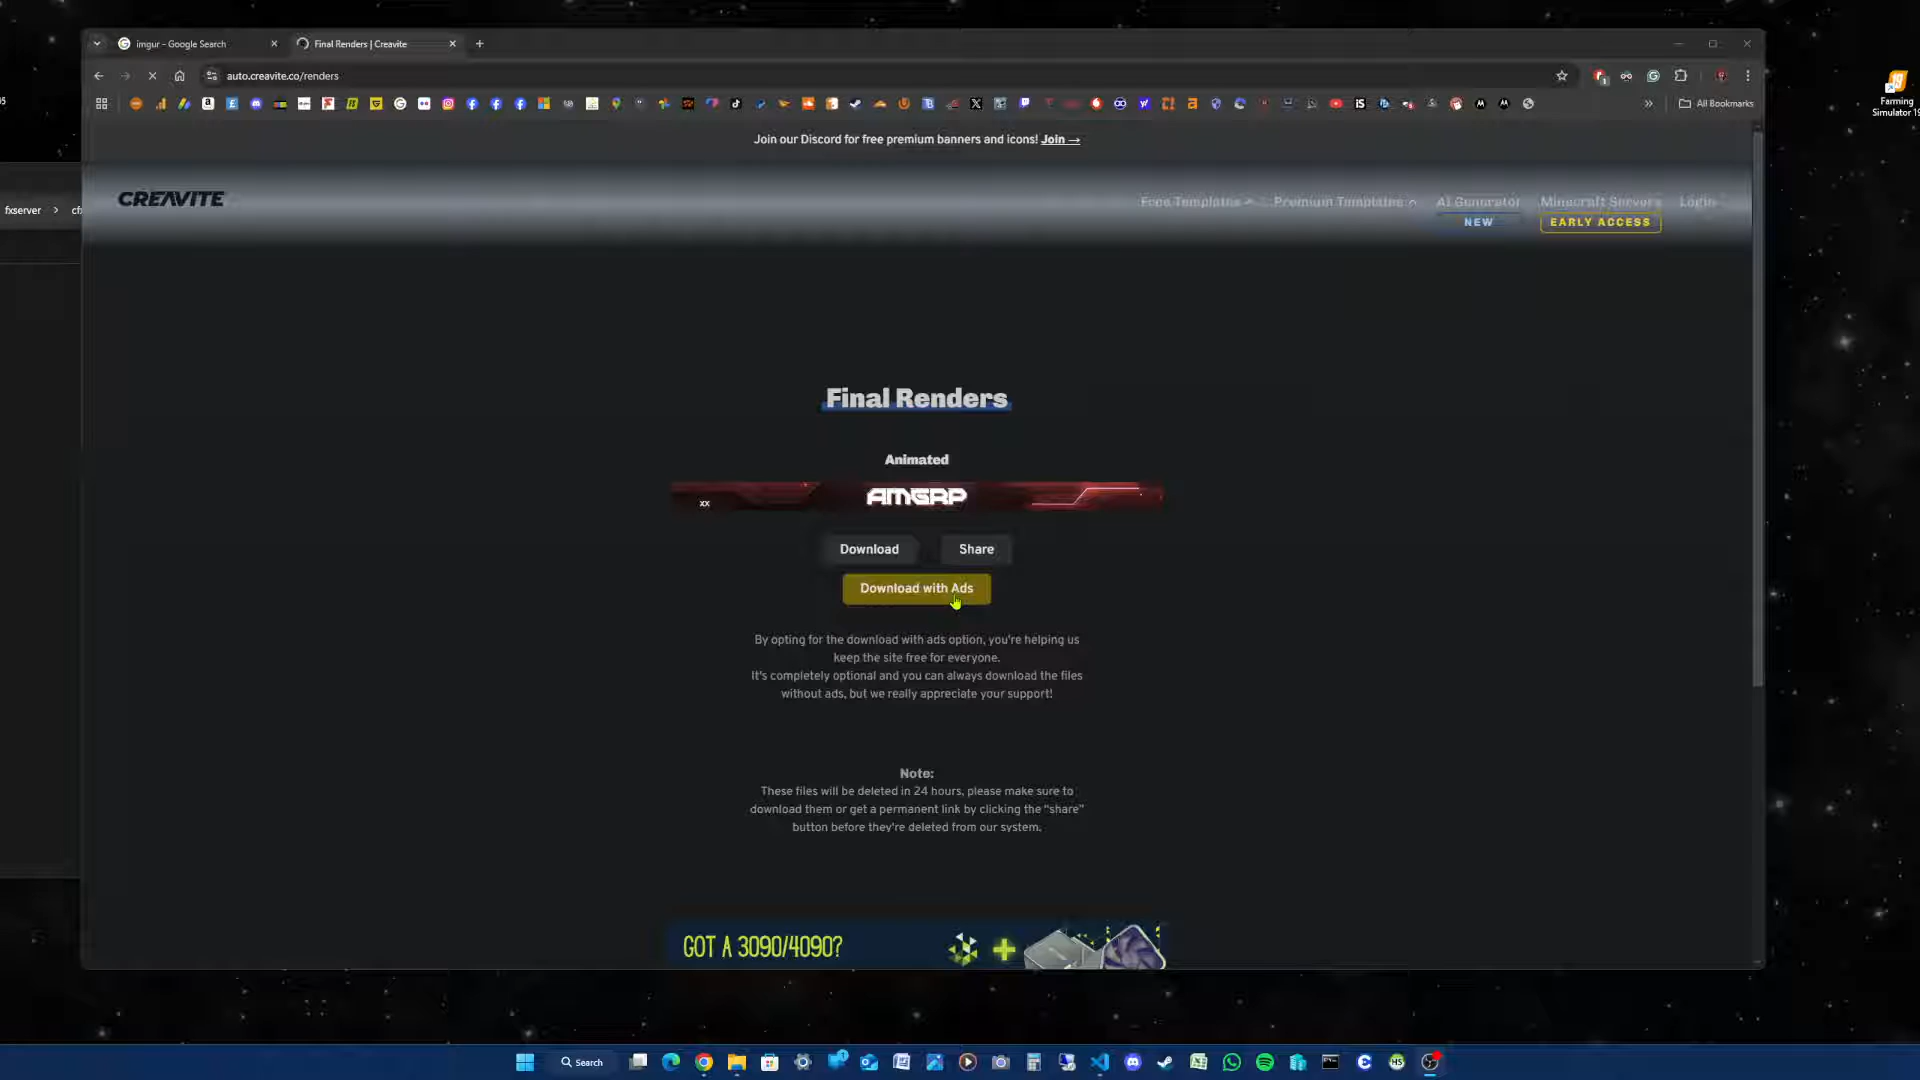 imgur - Google Search
Final Renders | Creavite
auto.creavite.co/renders
All Bookmarks
Join our Discord for free premium banners and icons! Join →
CREAVITE
Free Templates
Premium Templates
AI Generator
NEW
Minecraft Servers
EARLY ACCESS
Login
fxserver
Farming
Simulator 19
Final Renders
Animated
xx
AMGRP
Download
Share
Download with Ads
By opting for the download with ads option, you're helping us
keep the site free for everyone.
It's completely optional and you can always download the files
without ads, but we really appreciate your support!
Note:
These files will be deleted in 24 hours, please make sure to
download them or get a permanent link by clicking the "share"
button before they're deleted from our system.
GOT A 3090/4090?
Search